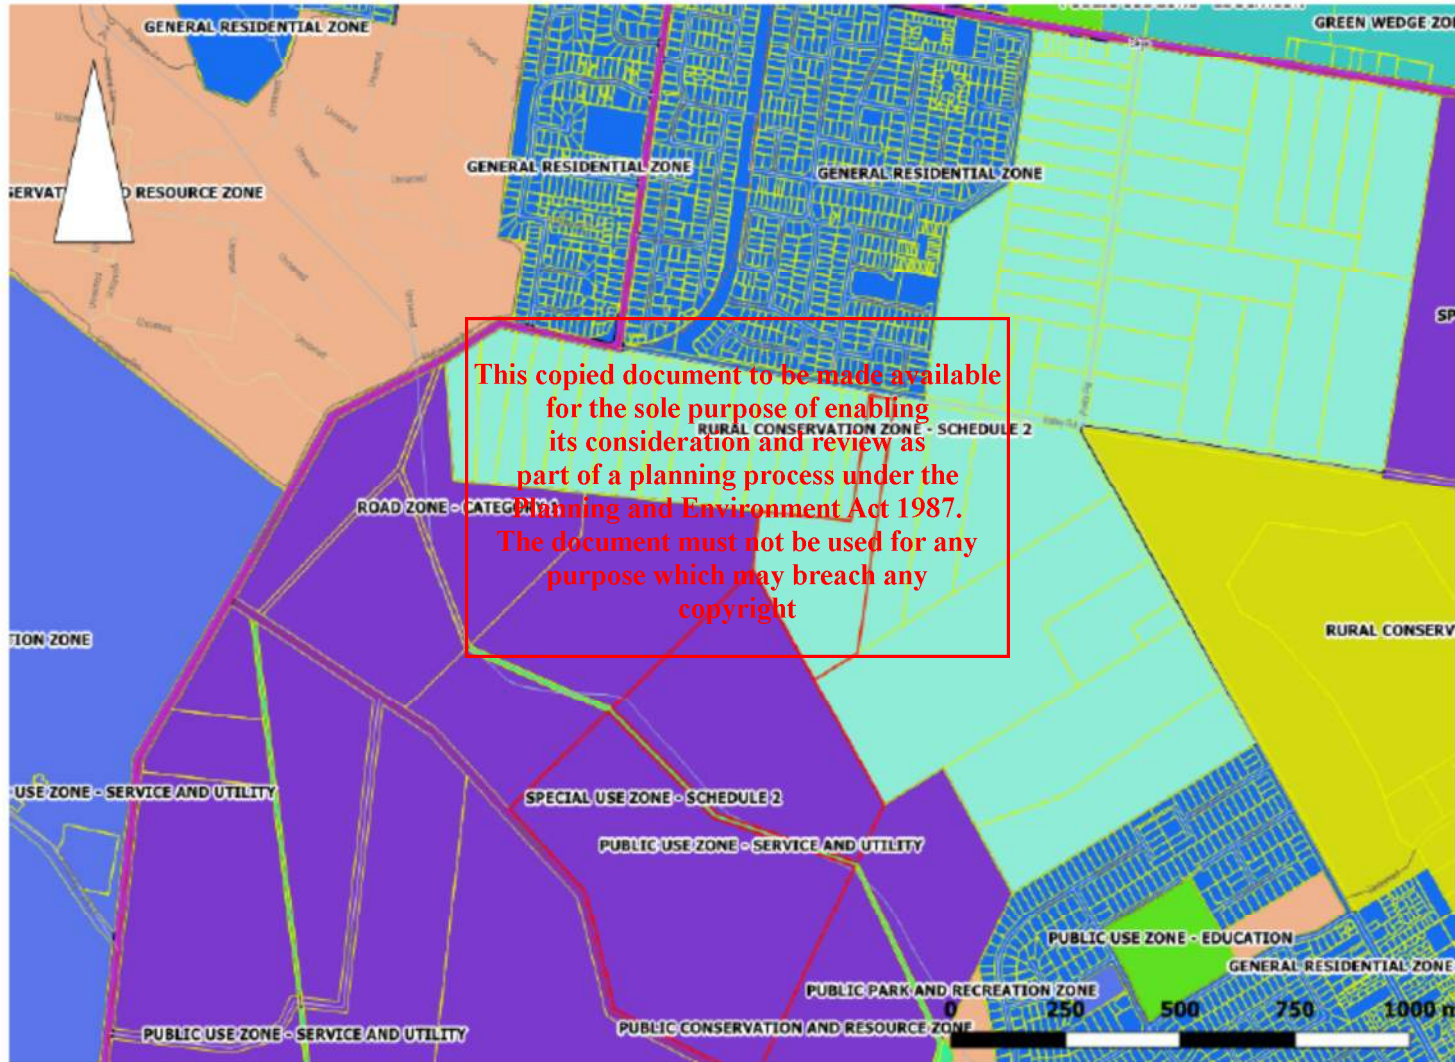 GENERAL RESIDENTIAL ZONE
GREEN WEDGE ZO
GENERAL RESIDENTIAL ZONE
GENERAL RESIDENTIAL ZONE
SERVAT
D RESOURCE ZONE
SP
This copied document to be made available
for the sole purpose of enabling
RURAL CONSERVATION ZONE - SCHEDULE 2
its consideration and review as
part of a planning process under the
ROAD ZONE - CATEGOR
Planning and Environment Act 1987.
The document must not be used for any
purpose which may breach any
copyright
TION ZONE
RURAL CONSERV
USE ZONE - SERVICE AND UTILITY
SPECIAL USE ZONE - SCHEDULE 2
PUBLIC USE ZONE - SERVICE AND UTILITY
PUBLIC USE ZONE - EDUCATION
GENERAL RESIDENTIAL ZONE
PUBLIC PARK AND RECREATION ZONE
0 250 500 750 1000 m
PUBLIC USE ZONE - SERVICE AND UTILITY
PUBLIC CONSERVATION AND RESOURCE ZONE